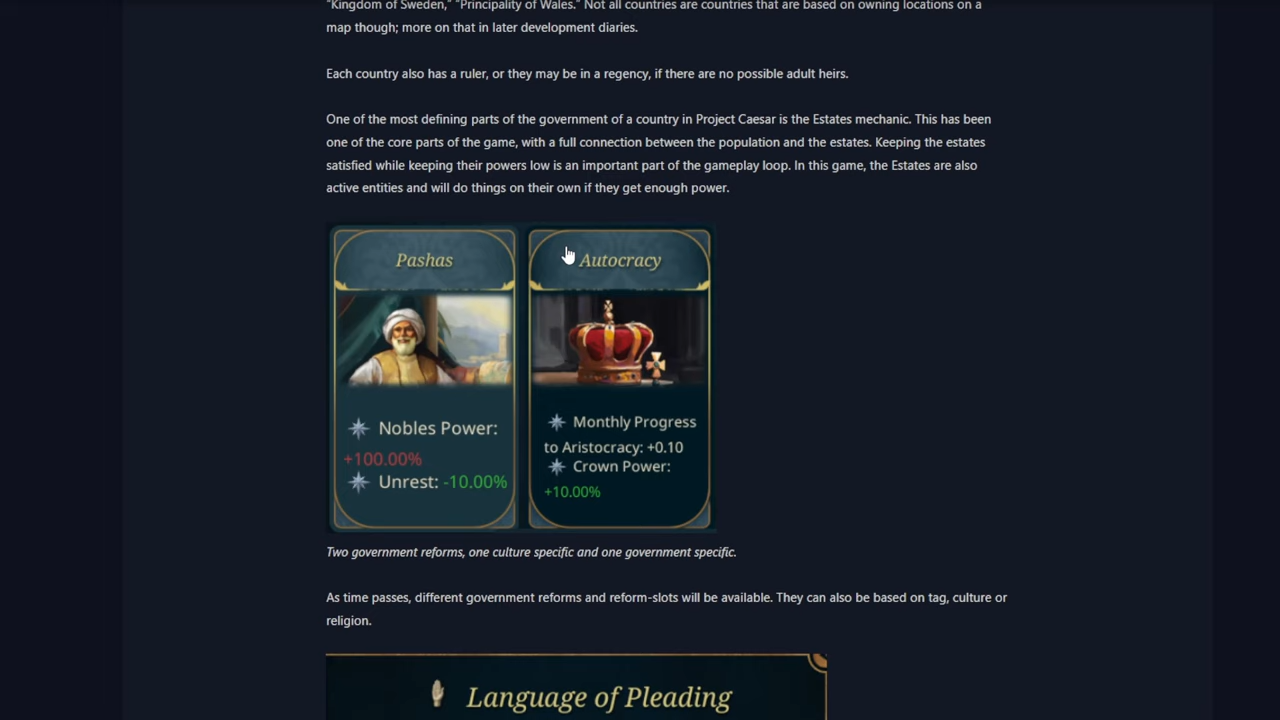 "Kingdom of Sweden," "Principality of Wales." Not all countries are countries that are based on owning locations on a
map though; more on that in later development diaries.
Each country also has a ruler, or they may be in a regency, if there are no possible adult heirs.
One of the most defining parts of the government of a country in Project Caesar is the Estates mechanic. This has been
one of the core parts of the game, with a full connection between the population and the estates. Keeping the estates
satisfied while keeping their powers low is an important part of the gameplay loop. In this game, the Estates are also
active entities and will do things on their own if they get enough power.
Pashas
Nobles Power:
+100.00%
Unrest: -10.00%
Autocracy
Monthly Progress
to Aristocracy: +0.10
Crown Power:
+10.00%
Two government reforms, one culture specific and one government specific.
As time passes, different government reforms and reform-slots will be available. They can also be based on tag, culture or
religion.
Language of Pleading